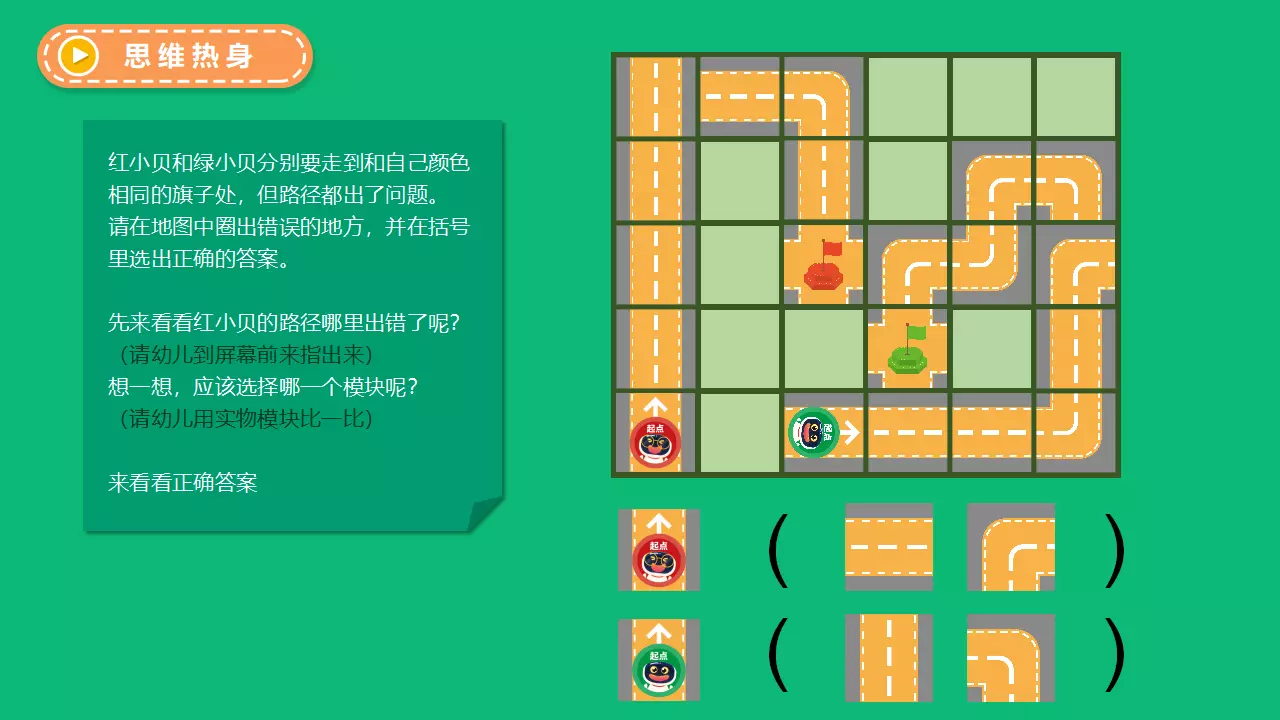 思维热身
红小贝和绿小贝分别要走到和自己颜色
相同的旗子处，但路径都出了问题。
请在地图中圈出错误的地方，并在括号
里选出正确的答案。
先来看看红小贝的路径哪里出错了呢？
（请幼儿到屏幕前来指出来）
想一想，应该选择哪一个模块呢？
（请幼儿用实物模块比一比）
来看看正确答案
起点
起点
起点
（ ）
起点
（ ）